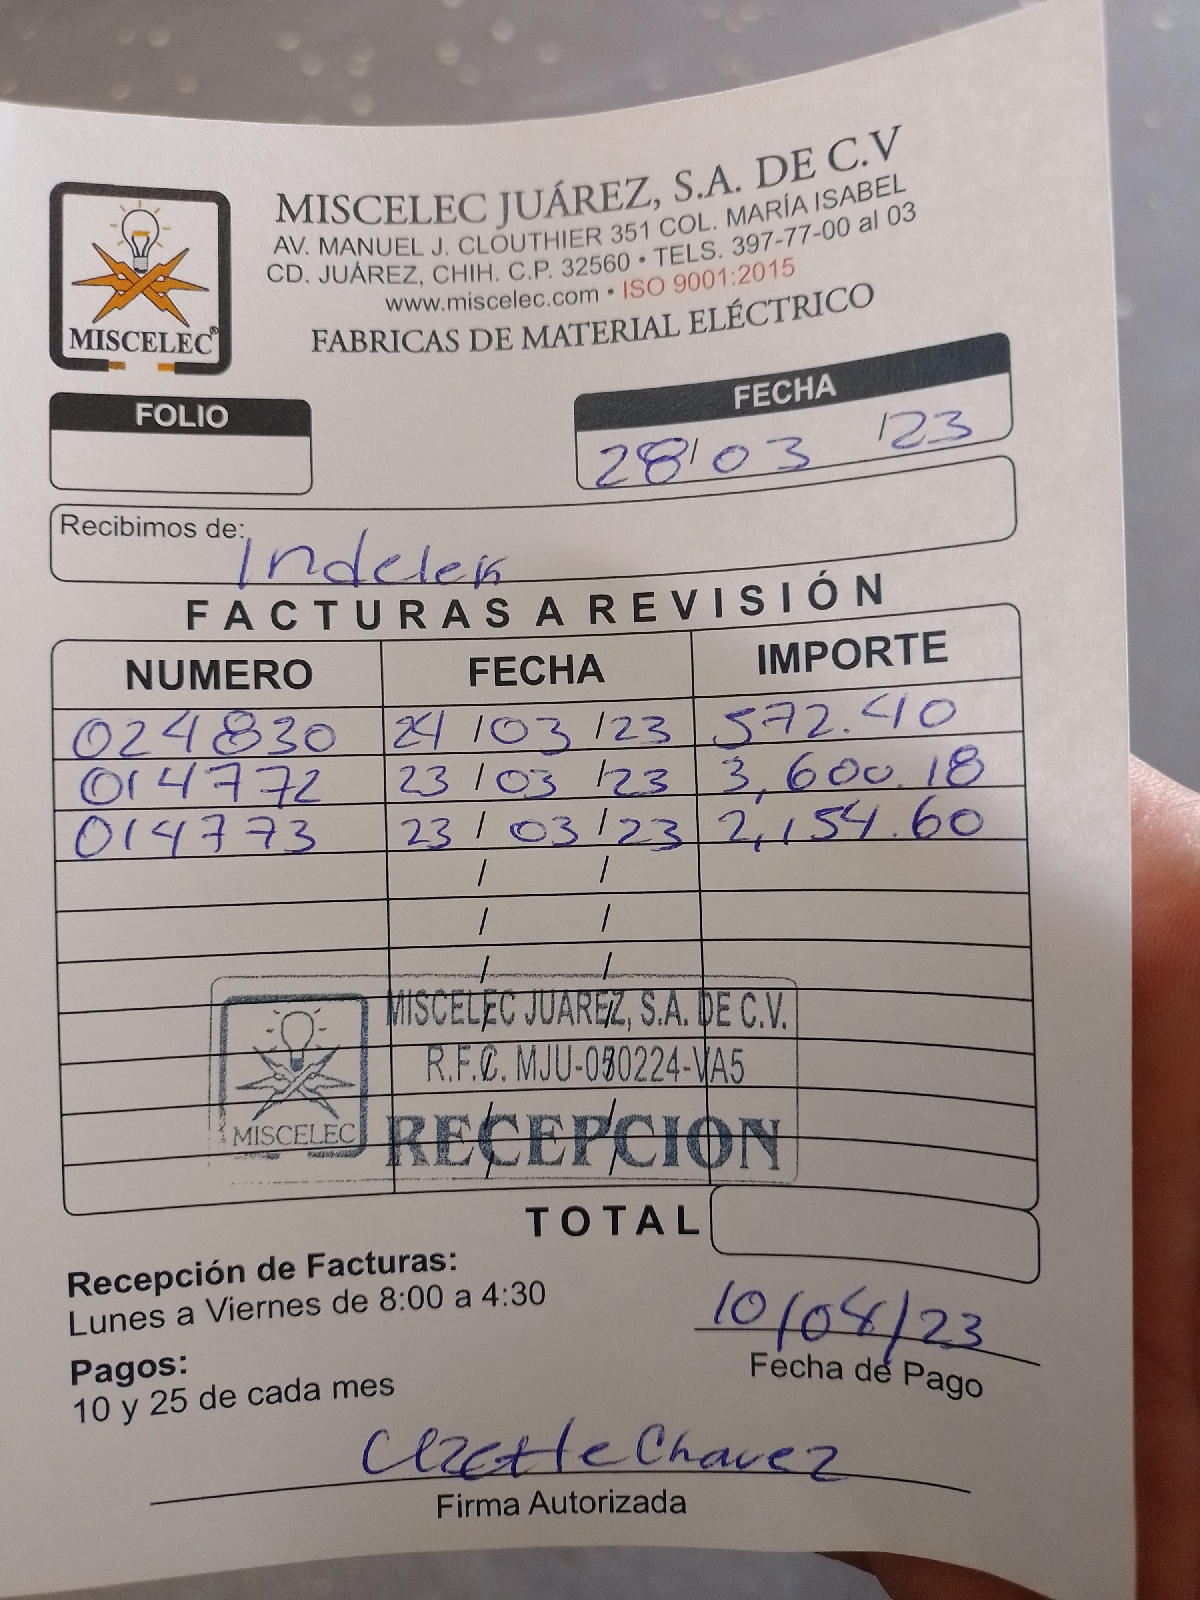 MISCELEC JUÁREZ, S.A. DE C.V
AV. MANUEL J. CLOUTHIER 351 COL. MARÍA ISABEL
CD. JUÁREZ, CHIH. C.P. 32560 • TELS. 397-77-00 al 03
www.miscelec.com • ISO 9001:2015
FABRICAS DE MATERIAL ELÉCTRICO
MISCELEC®
FOLIO
FECHA
28/03/23
Recibimos de: Indelek
FACTURAS A REVISIÓN
NUMERO FECHA IMPORTE
024830 24/03/23 572.40
014772 23/03/23 3,600.18
014773 23/03/23 2,154.60
/ /
/ /
/ /
MISCELEC JUAREZ, S.A. DE C.V.
R.F.C. MJU-050224-VA5
MISCELEC RECEPCION
TOTAL
Recepción de Facturas:
Lunes a Viernes de 8:00 a 4:30
10/04/23
Fecha de Pago
Pagos:
10 y 25 de cada mes
Chavez
Firma Autorizada